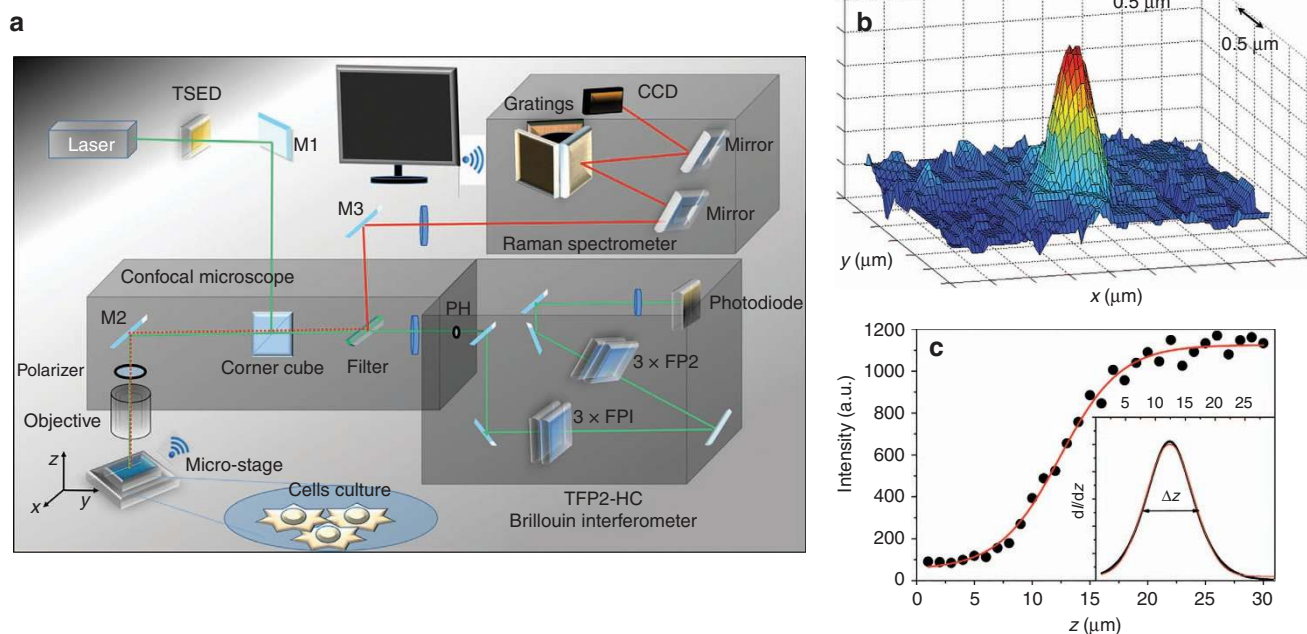 a
TSED
Laser
M1
Gratings
CCD
Mirror
Mirror
M3
Raman spectrometer
Confocal microscope
M2
PH
Photodiode
Polarizer
Corner cube
Filter
3 × FP2
Objective
3 × FPI
z
x
y
Micro-stage
Cells culture
TFP2-HC
Brillouin interferometer
b
0.5 μm
0.5 μm
y (μm)
x (μm)
c
Intensity (a.u.)
1200
1000
800
600
400
200
0
0 5 10 15 20 25 30
z (μm)
5 10 15 20 25
dI/dz
Δz